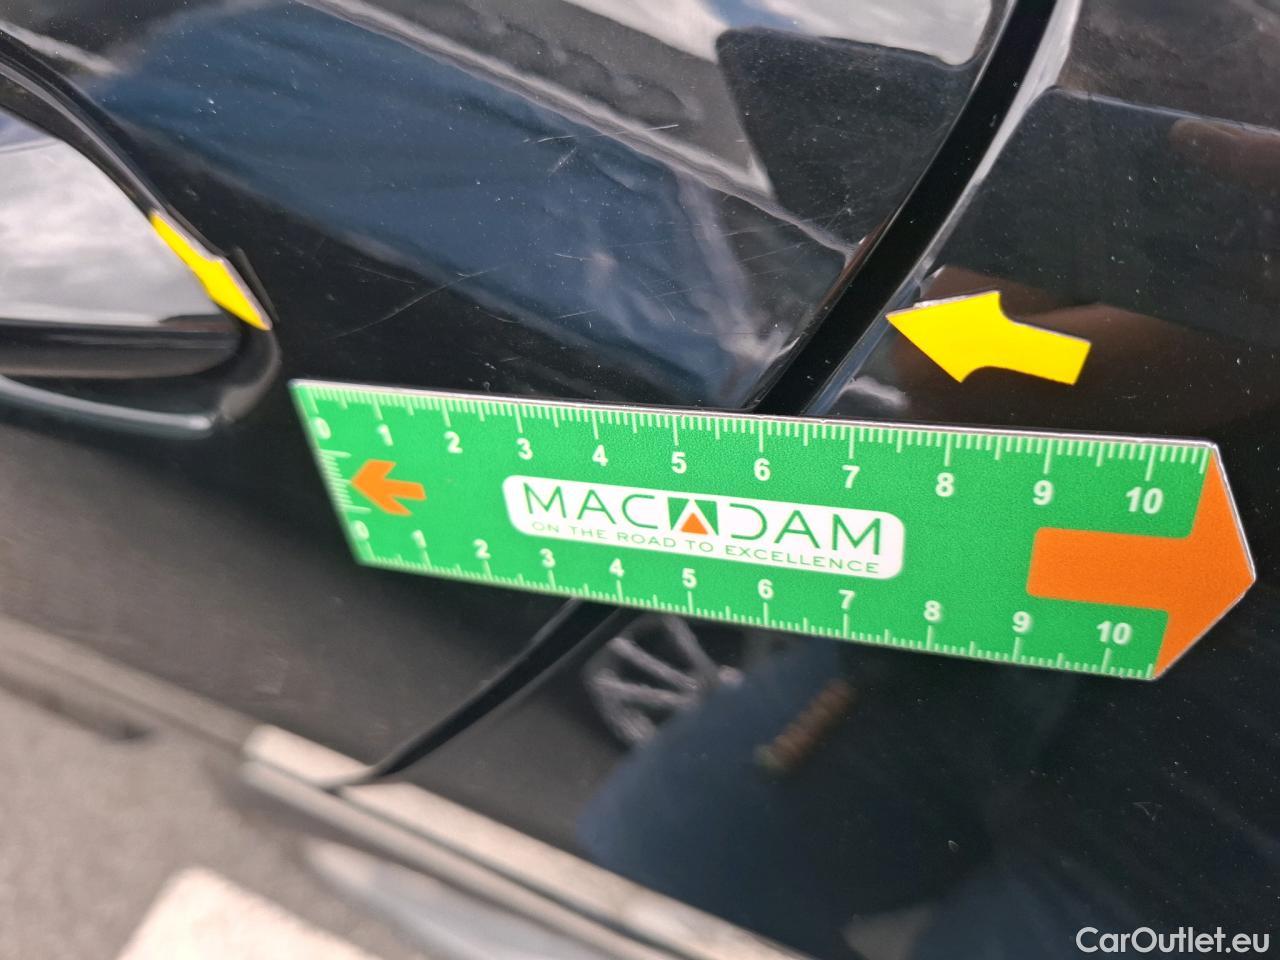 0 1 2 3 4 5 6 7 8 9 10
MACADAM
ON THE ROAD TO EXCELLENCE
0 1 2 3 4 5 6 7 8 9 10
CarOutlet.eu